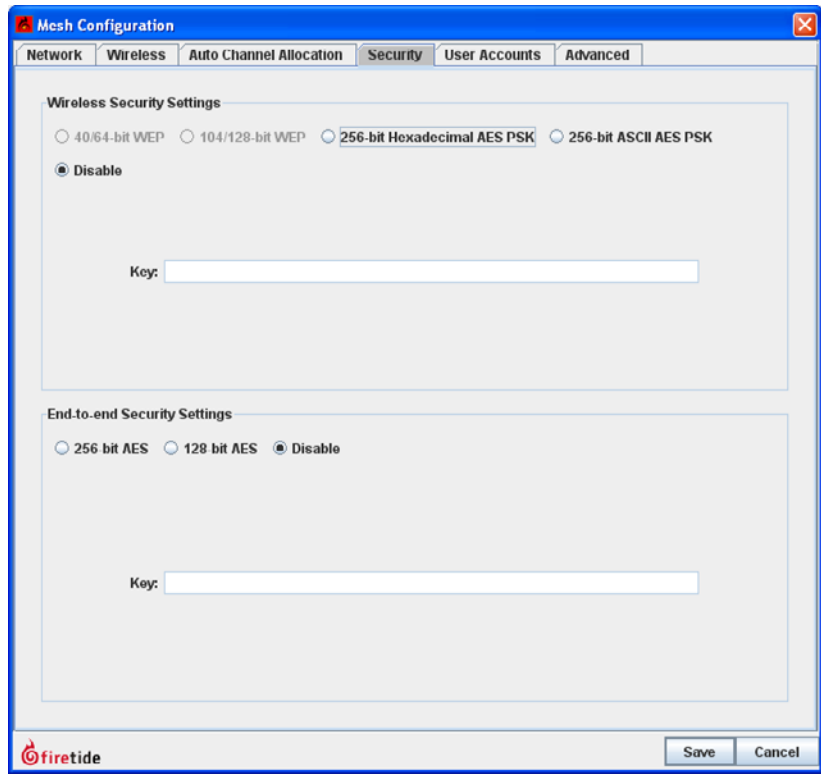 Mesh Configuration
Network Wireless Auto Channel Allocation Security User Accounts Advanced
Wireless Security Settings
40/64-bit WEP 104/128-bit WEP 256-bit Hexadecimal AES PSK 256-bit ASCII AES PSK
Disable
Key:
End-to-end Security Settings
256-bit AES 128-bit AES Disable
Key:
firetide Save Cancel